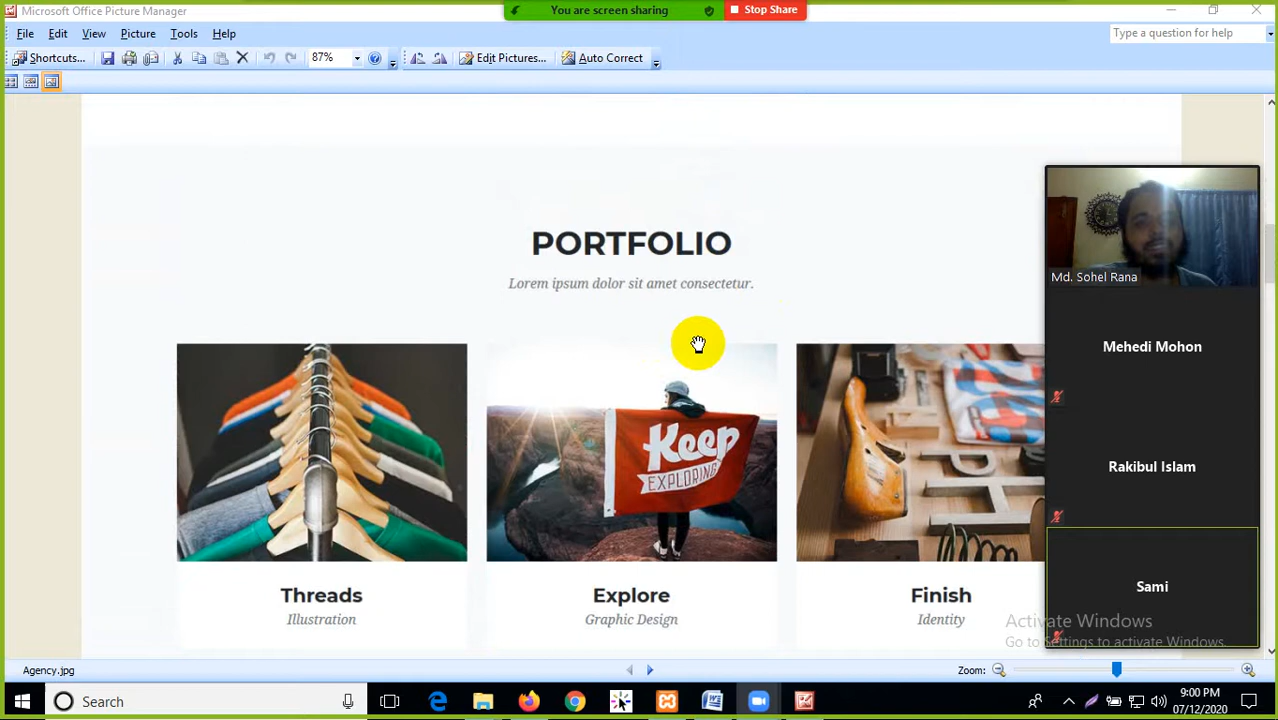 Microsoft Office Picture Manager
You are screen sharing
Stop Share
File Edit View Picture Tools Help
Type a question for help
Shortcuts...
87%
Edit Pictures...
Auto Correct
PORTFOLIO
Lorem ipsum dolor sit amet consectetur.
Keep
EXPLORING
Threads
Illustration
Explore
Graphic Design
Finish
Identity
Md. Sohel Rana
Mehedi Mohon
Rakibul Islam
Sami
Activate Windows
Go to Settings to activate Windows.
Agency.jpg
Zoom:
Search
9:00 PM
07/12/2020